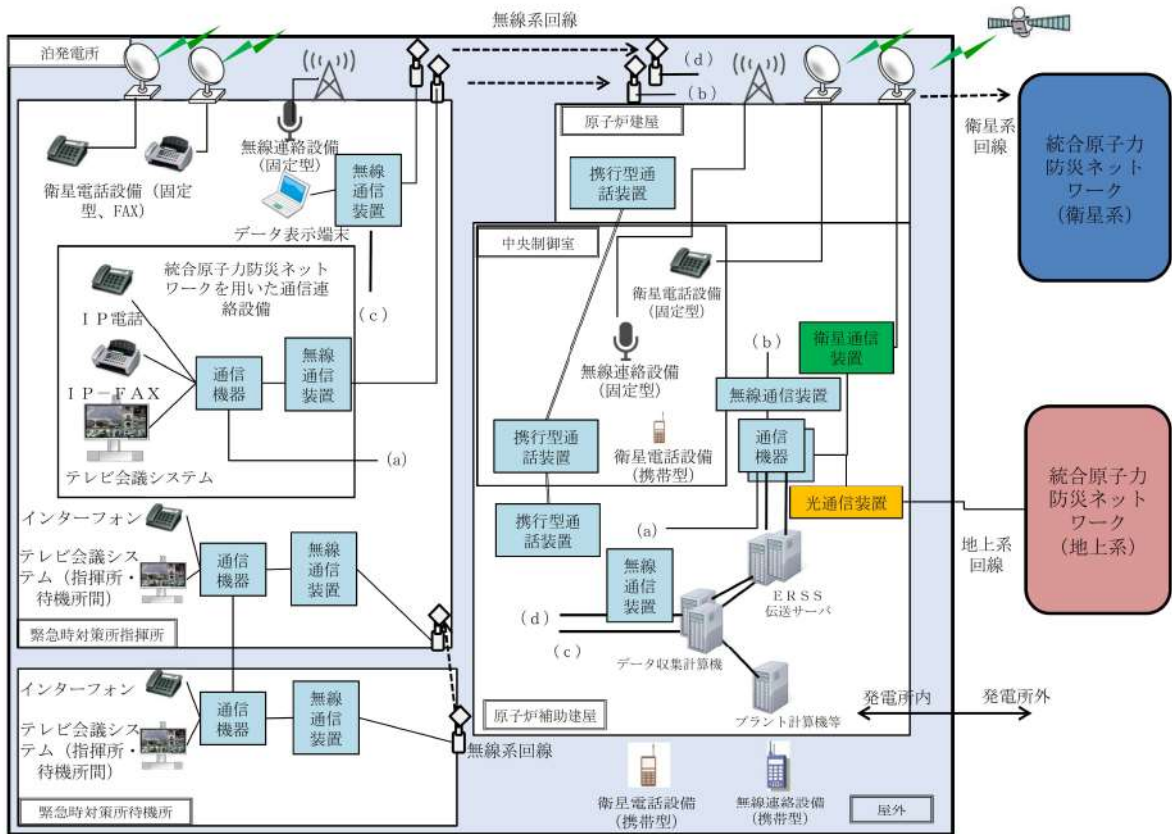 無線系回線
泊発電所
(d)
(b)
原子炉建屋
衛星系
回線
統合原子力
防災ネット
ワーク
(衛星系)
無線連絡設備
(固定型)
無線
通信
装置
携行型通
話装置
衛星電話設備 (固定
型、FAX)
データ表示端末
中央制御室
統合原子力防災ネット
ワークを用いた通信連
絡設備
(c)
衛星電話設備
(固定型)
ＩＰ電話
(b)
衛星通信
装置
通信
機器
無線
通信
装置
無線連絡設備
(固定型)
無線通信装置
ＩＰ－ＦＡＸ
携行型通
話装置
通信
機器
(a)
テレビ会議システム
衛星電話設備
(携帯型)
統合原子力
防災ネット
ワーク
(地上系)
光通信装置
インターフォン
携行型通
話装置
(a)
地上系
回線
テレビ会議シス
テム（指揮所・
待機所間）
通信
機器
無線
通信
装置
無線
通信
装置
ＥＲＳＳ
伝送サーバ
(d)
緊急時対策所指揮所
(c)
データ収集計算機
インターフォン
通信
機器
無線
通信
装置
発電所内
発電所外
テレビ会議シス
テム（指揮所・
待機所間）
原子炉補助建屋
プラント計算機等
無線系回線
衛星電話設備
(携帯型)
無線連絡設備
(携帯型)
屋外
緊急時対策所待機所